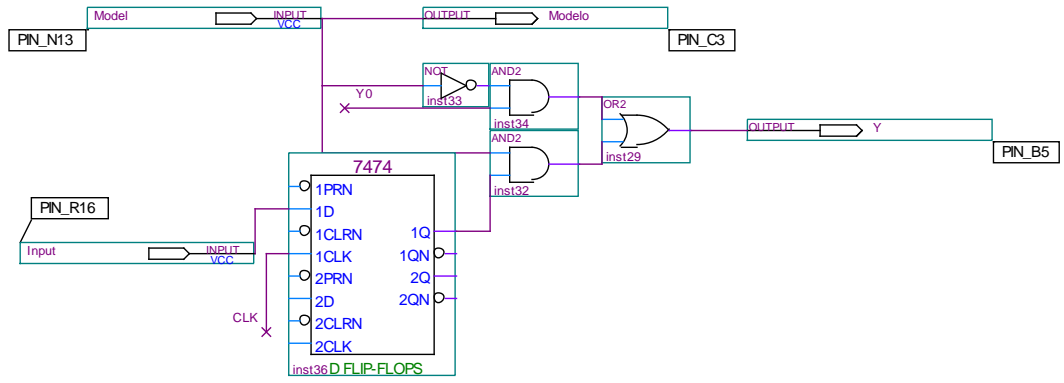 Model
INPUT
VCC
PIN_N13
OUTPUT
Modelo
PIN_C3
NOT
inst33
Y0
AND2
inst34
OR2
inst29
OUTPUT
Y
PIN_B5
AND2
inst32
7474
1PRN
1D
1CLRN
1CLK
2PRN
2D
2CLRN
2CLK
1Q
1QN
2Q
2QN
inst36
D FLIP-FLOPS
PIN_R16
Input
INPUT
VCC
CLK